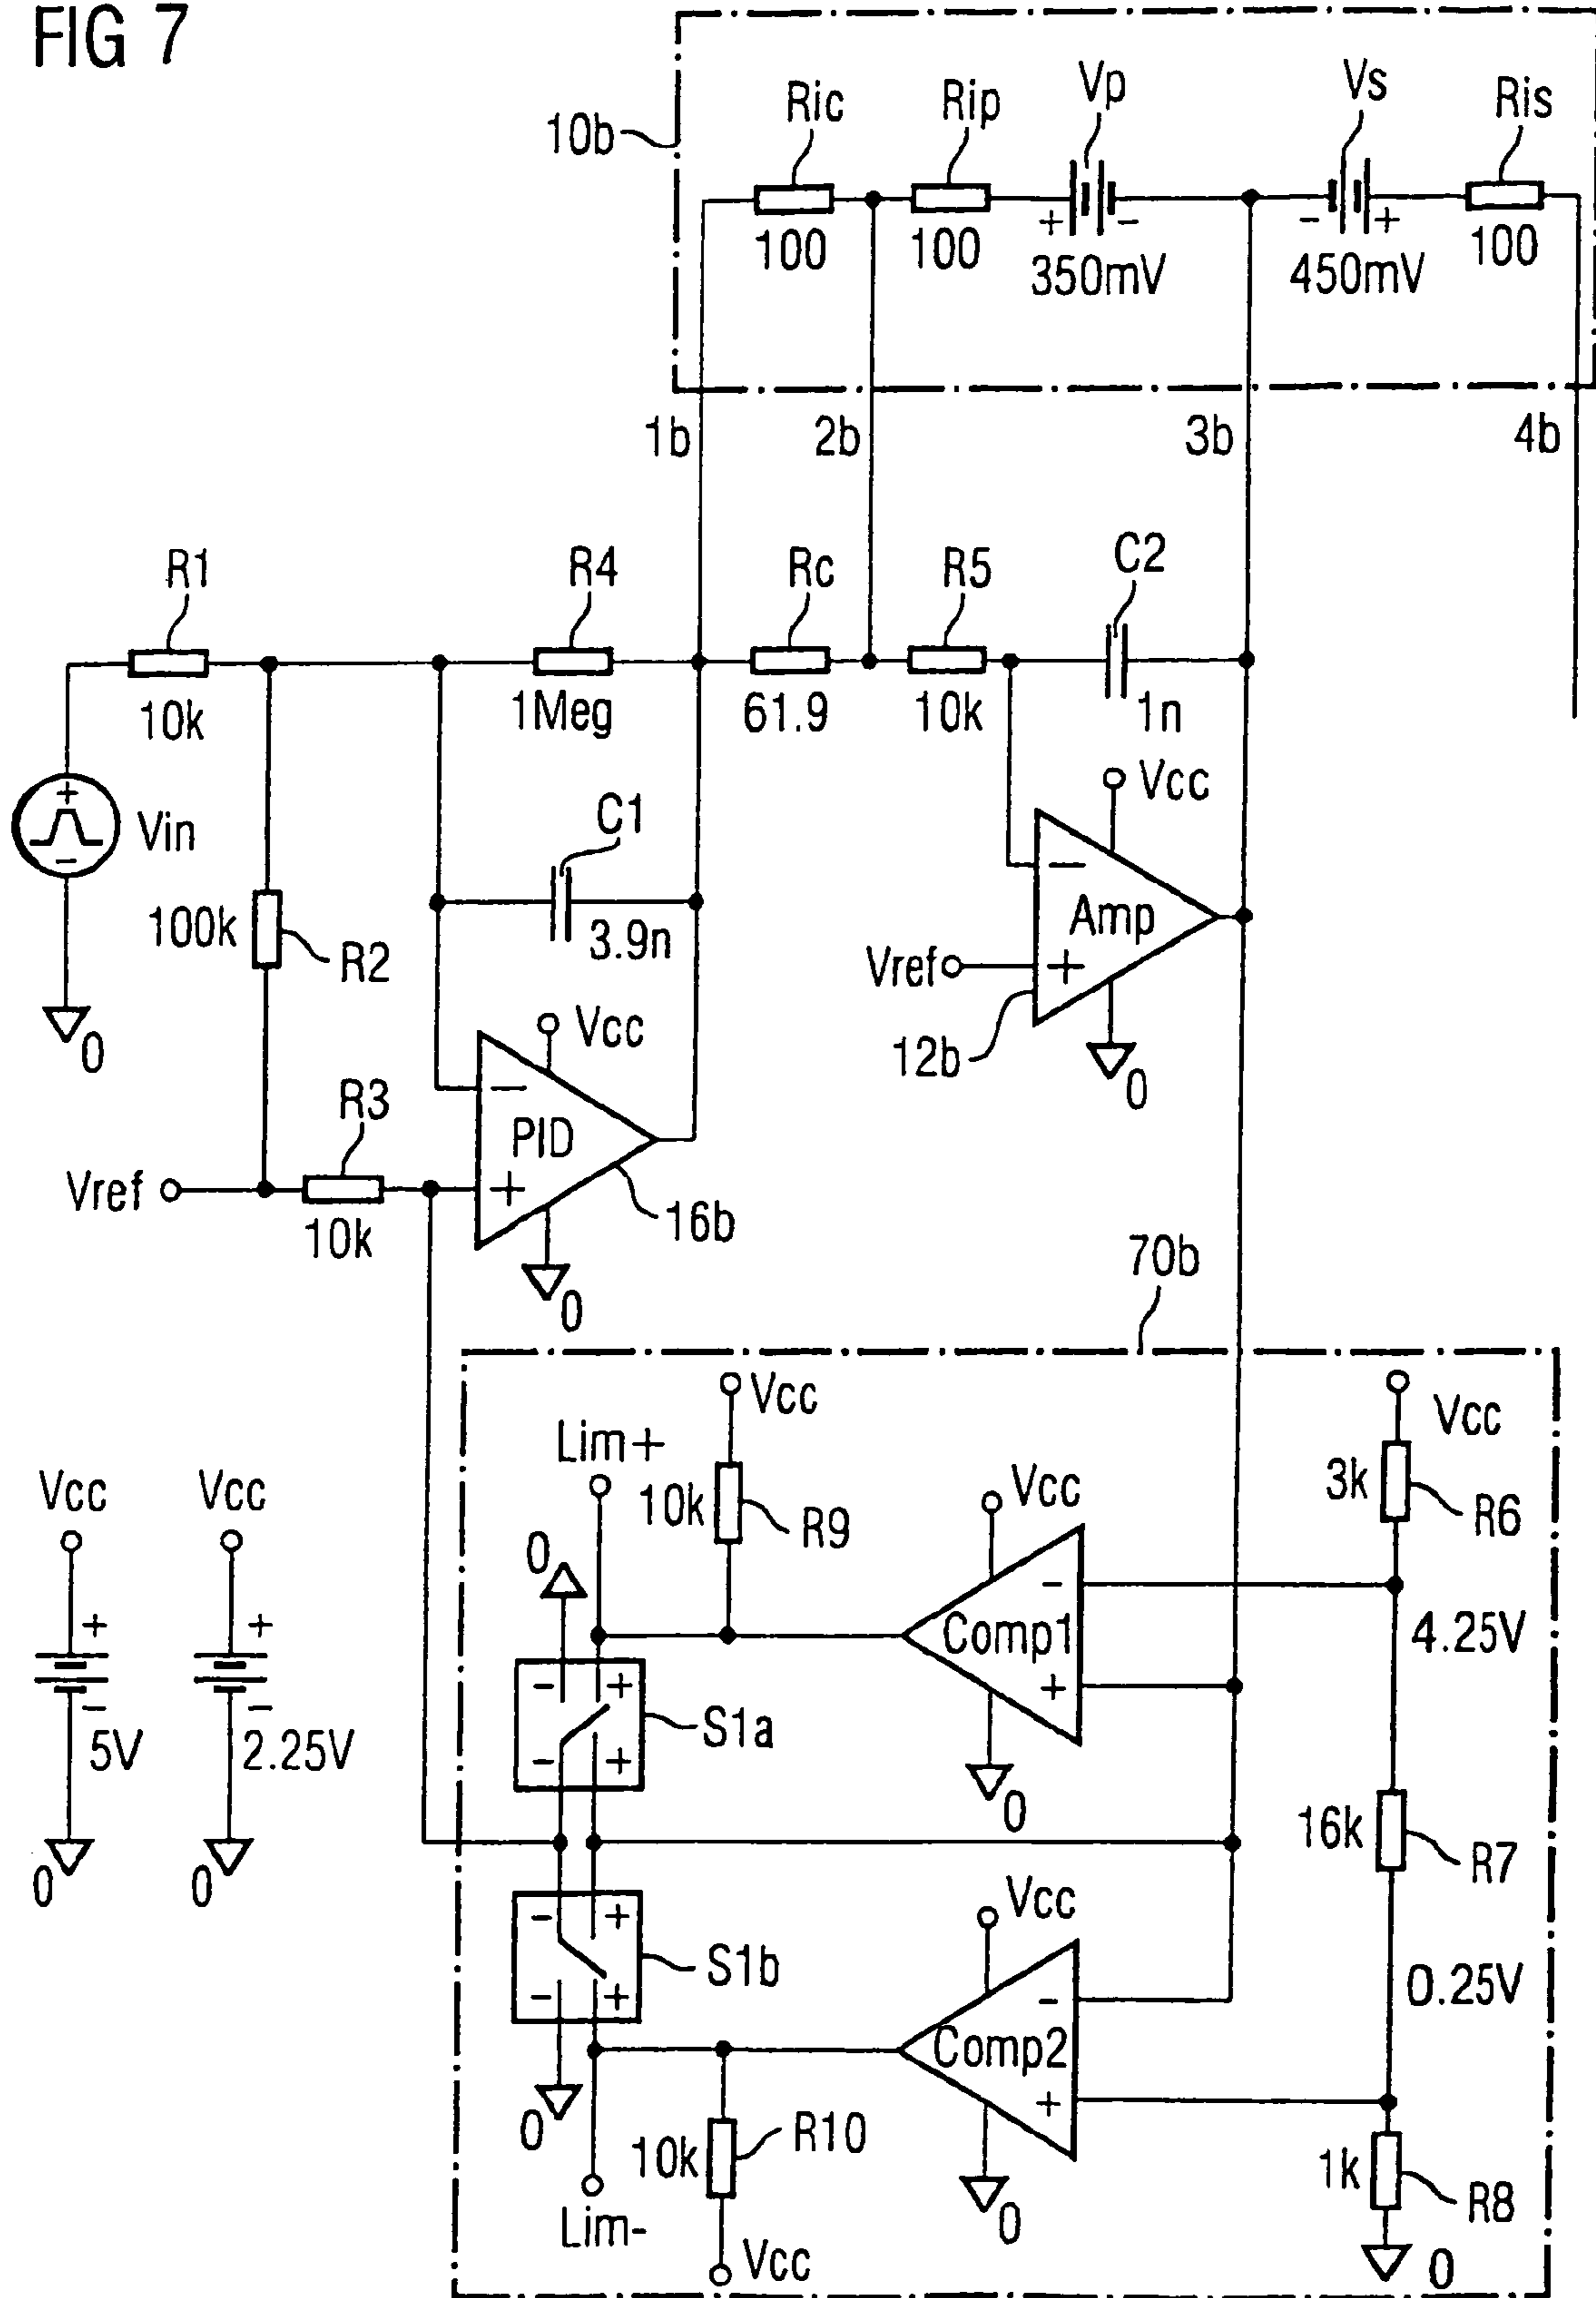 FIG 7
10b
Ric
Rip
Vp
Vs
Ris
100
100
+
-
350mV
-
+
450mV
100
1b
2b
3b
4b
R1
R4
Rc
R5
C2
10k
1Meg
61.9
10k
1n
+
-
Vin
C1
3.9n
Vcc
-
Amp
Vref
+
12b
0
0
100k
R2
Vcc
-
PID
+
16b
0
R3
Vref
10k
70b
Vcc
Lim+
10k
R9
Vcc
Vcc
3k
R6
Vcc
+
-
5V
0
Vcc
+
-
2.25V
0
0
-
Comp1
+
0
4.25V
-
+
-
+
S1a
16k
R7
-
+
-
+
S1b
Vcc
-
Comp2
+
0
0.25V
0
10k
R10
Lim-
Vcc
1k
R8
0